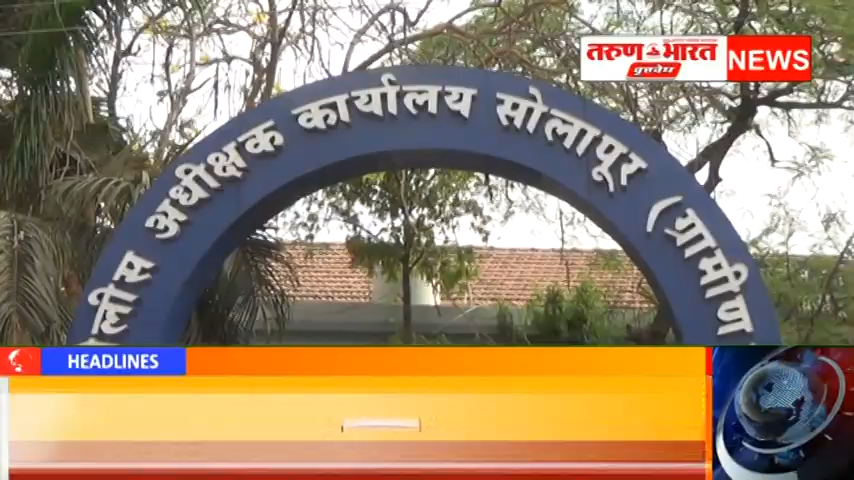 तरुण भारत
NEWS
लीस अधीक्षक कार्यालय सोलापूर (ग्रामीण
HEADLINES